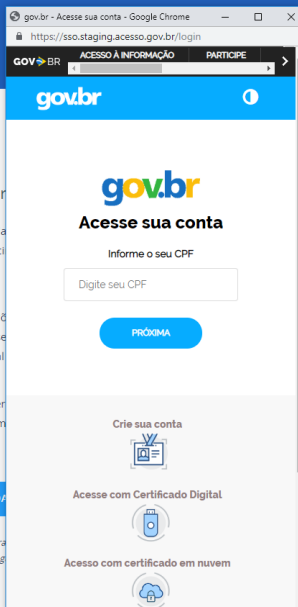 gov.br - Acesse sua conta - Google Chrome
https://sso.staging.acesso.gov.br/login
GOV BR ACESSO À INFORMAÇÃO PARTICIPE
gov.br
gov.br
Acesse sua conta
Informe o seu CPF
Digite seu CPF
PRÓXIMA
Crie sua conta
Acesse com Certificado Digital
Acesso com certificado em nuvem